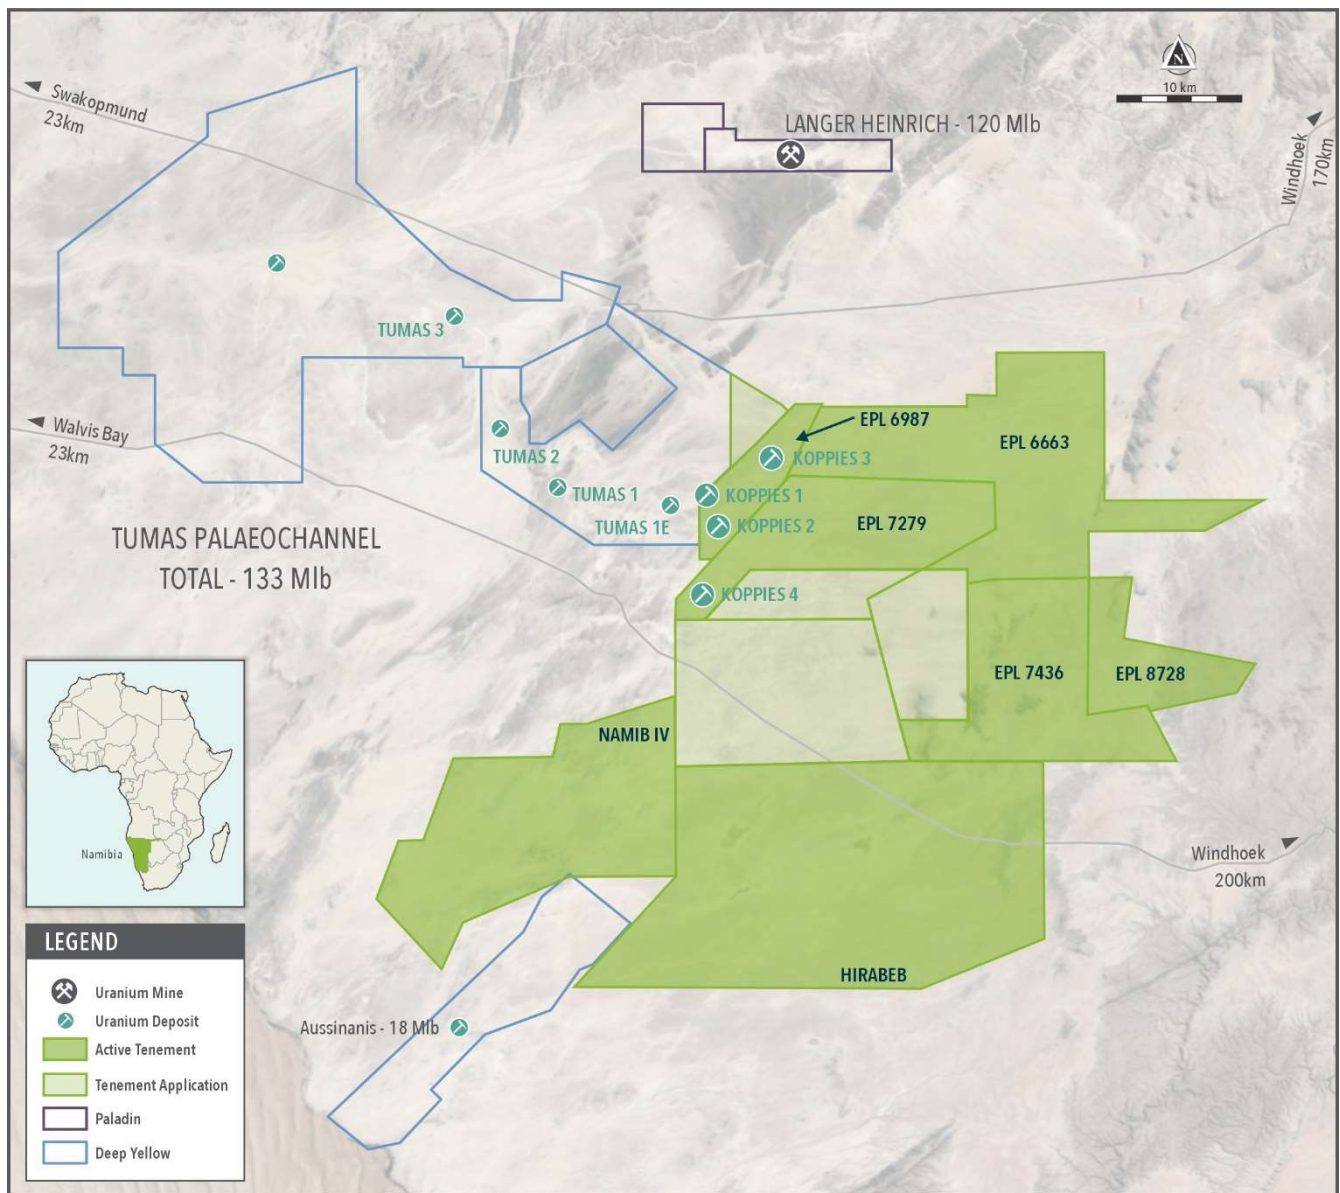 Swakopmund
23km
N
10 km
LANGER HEINRICH - 120 Mlb
Windhoek
170km
TUMAS 3
EPL 6987
EPL 6663
Walvis Bay
23km
TUMAS 2
KOPPIES 3
TUMAS 1
KOPPIES 1
TUMAS 1E
KOPPIES 2
EPL 7279
TUMAS PALAEOCHANNEL
TOTAL - 133 Mlb
KOPPIES 4
EPL 7436
EPL 8728
NAMIB IV
Namibia
Windhoek
200km
HIRABEB
Aussinanis - 18 Mlb
LEGEND
Uranium Mine
Uranium Deposit
Active Tenement
Tenement Application
Paladin
Deep Yellow